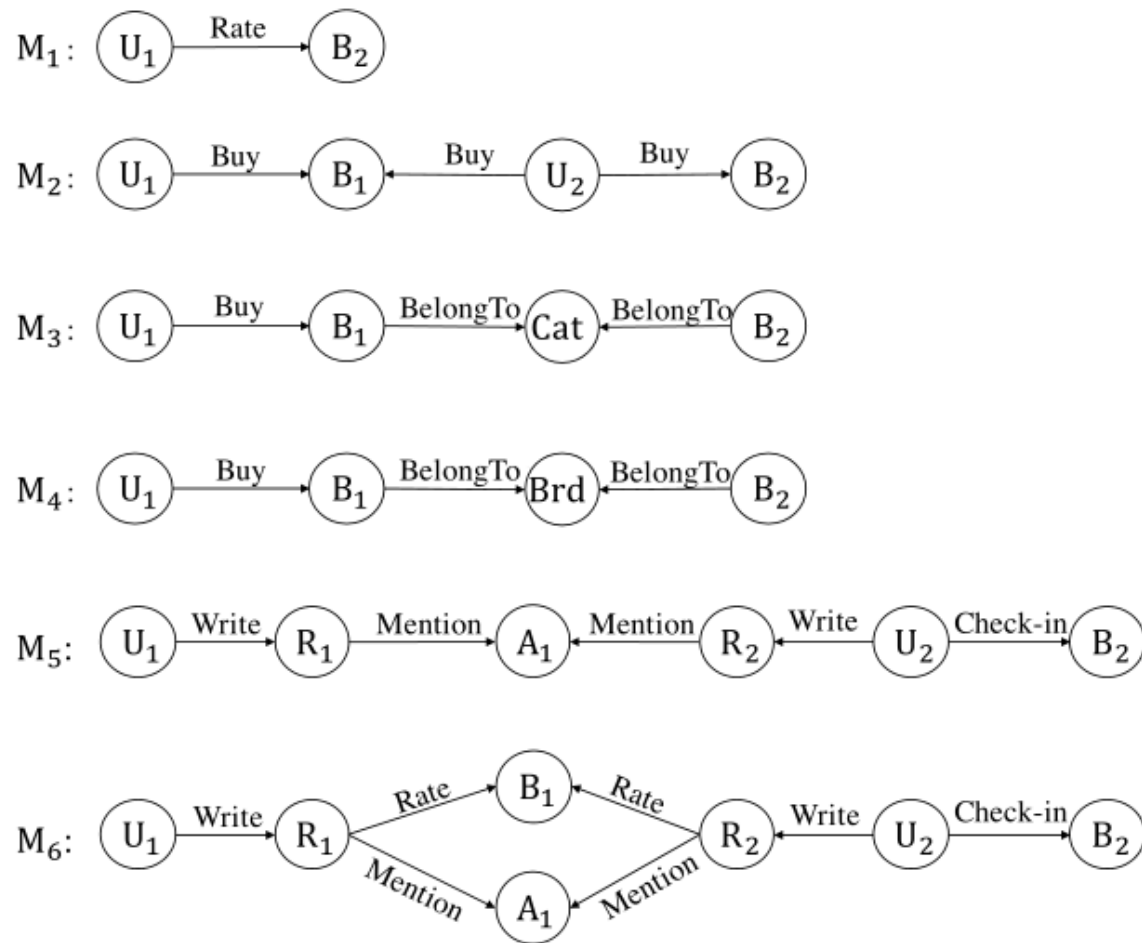 M₁: U₁ Rate B₂
M₂: U₁ Buy B₁ Buy U₂ Buy B₂
M₃: U₁ Buy B₁ BelongTo Cat BelongTo B₂
M₄: U₁ Buy B₁ BelongTo Brd BelongTo B₂
M₅: U₁ Write R₁ Mention A₁ Mention R₂ Write U₂ Check-in B₂
Rate B₁ Rate
M₆: U₁ Write R₁ R₂ Write U₂ Check-in B₂
Mention A₁ Mention